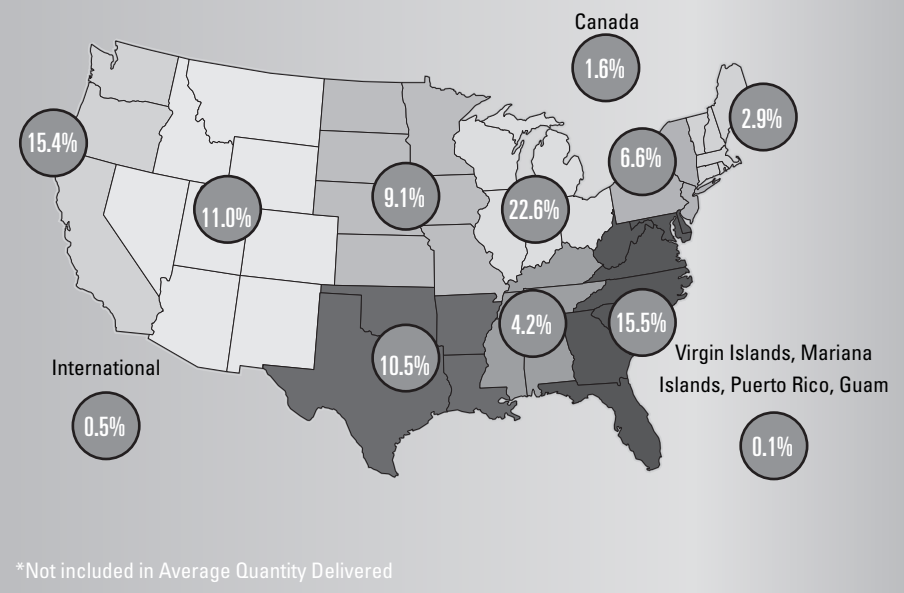 Canada
1.6%
2.9%
15.4%
6.6%
9.1%
11.0%
22.6%
4.2%
15.5%
10.5%
Virgin Islands, Mariana
Islands, Puerto Rico, Guam
International
0.5%
0.1%
*Not included in Average Quantity Delivered